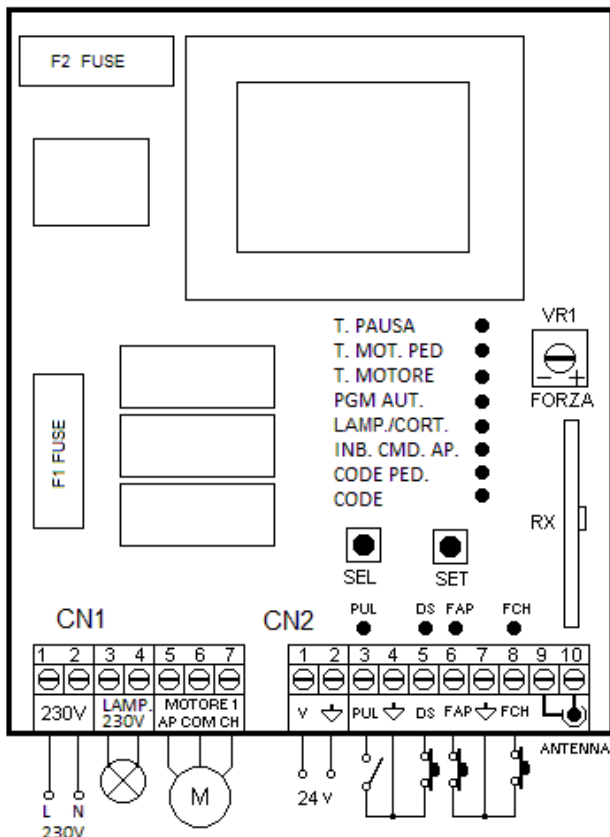 F2 FUSE
T. PAUSA
T. MOT. PED
T. MOTORE
PGM AUT.
LAMP./CORT.
INB. CMD. AP.
CODE PED.
CODE
VR1
- +
FORZA
F1 FUSE
RX
SEL
SET
PUL DS FAP FCH
CN1
CN2
1 2 3 4 5 6 7
1 2 3 4 5 6 7 8 9 10
230V
LAMP.
230V
MOTORE 1
AP COM CH
V PUL DS FAP FCH
ANTENNA
L N
230V
M
24 V